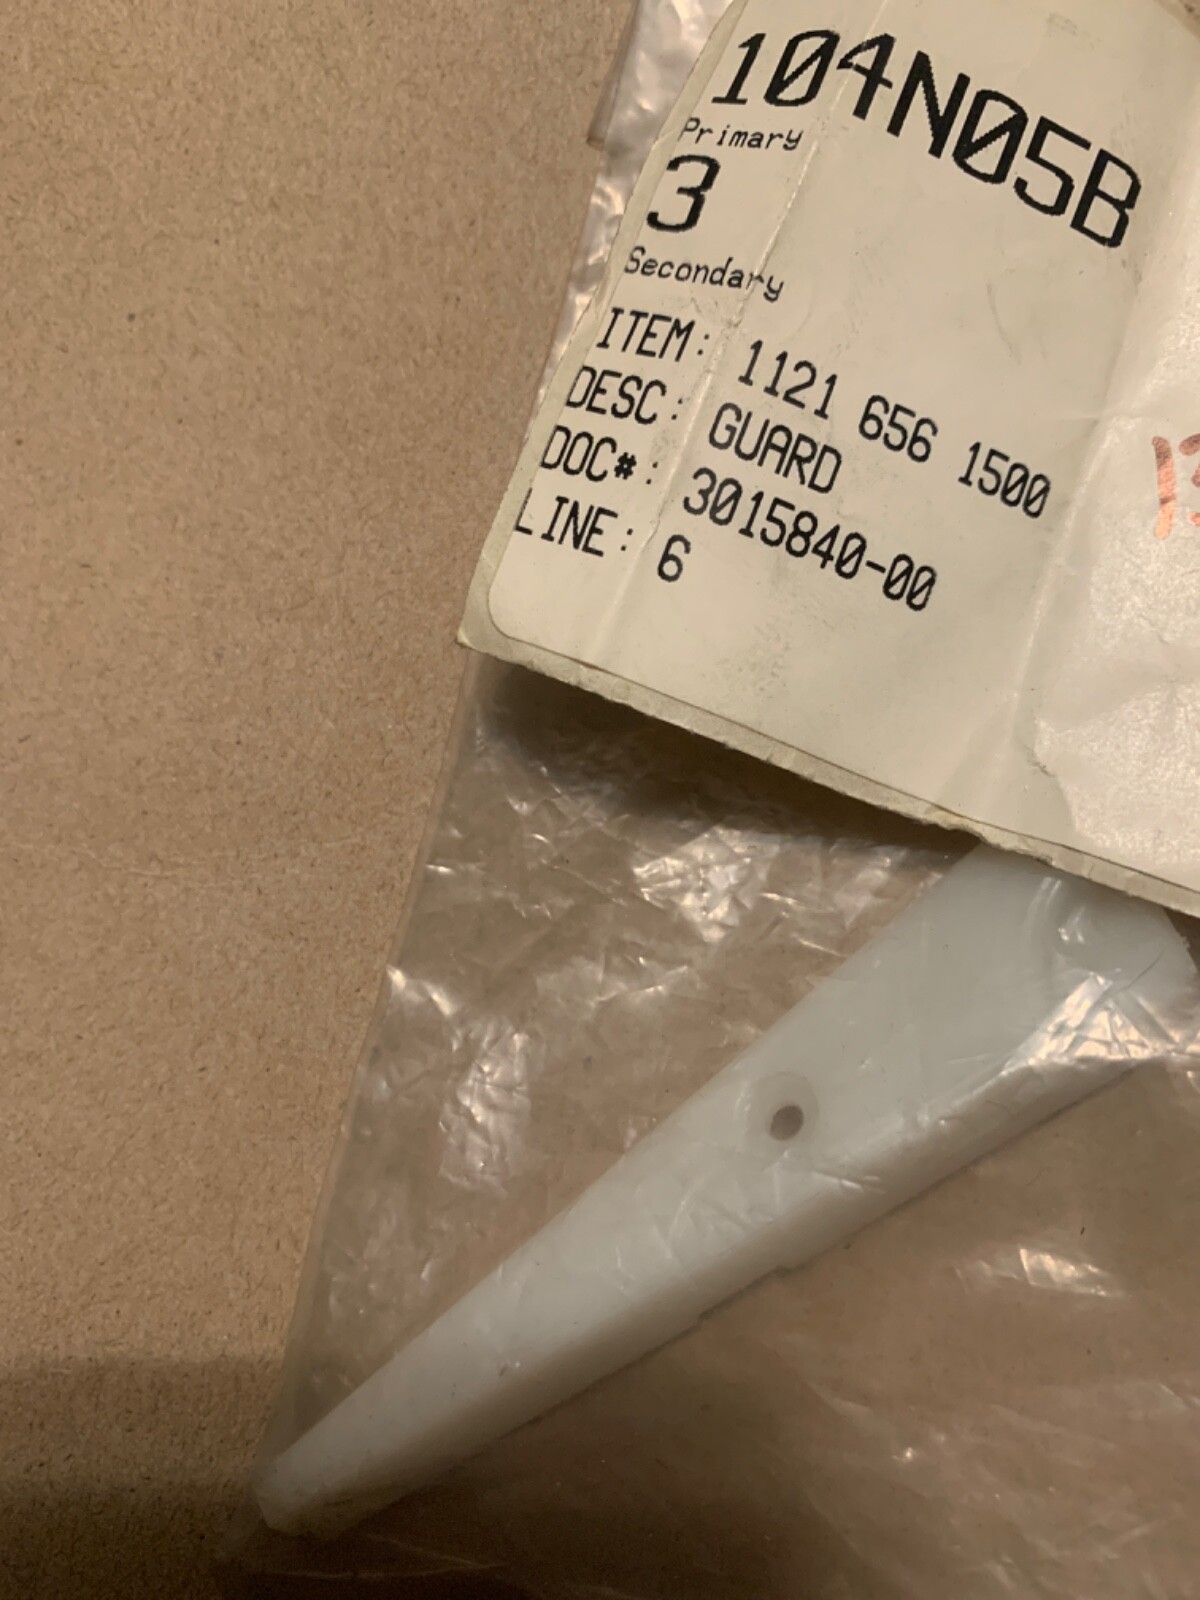 104N05B
Primary
3
Secondary
ITEM: 1121 656 1500
DESC: GUARD
DOC#: 3015840-00
LINE: 6